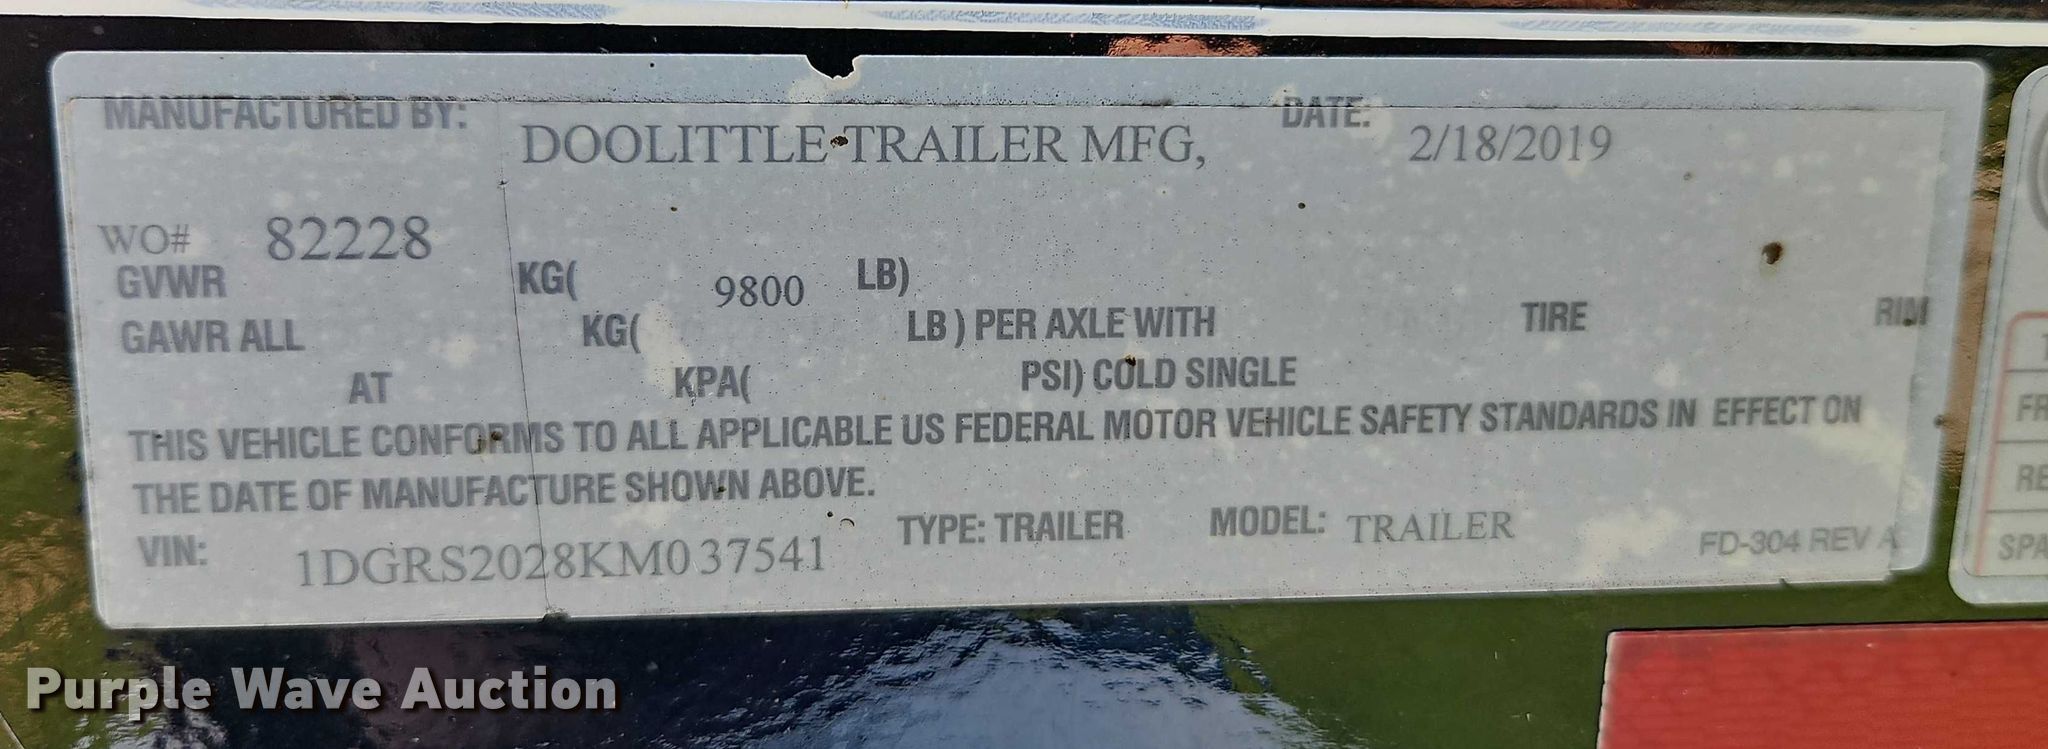 MANUFACTURED BY: DOOLITTLE TRAILER MFG, DATE: 2/18/2019
WO# 82228
GVWR KG( 9800 LB)
GAWR ALL KG( LB) PER AXLE WITH TIRE RIM
AT KPA( PSI) COLD SINGLE
THIS VEHICLE CONFORMS TO ALL APPLICABLE US FEDERAL MOTOR VEHICLE SAFETY STANDARDS IN EFFECT ON
THE DATE OF MANUFACTURE SHOWN ABOVE.
VIN: 1DGRS2028KM037541 TYPE: TRAILER MODEL: TRAILER FD-304 REV A
T
FR
RE
SPA
Purple Wave Auction